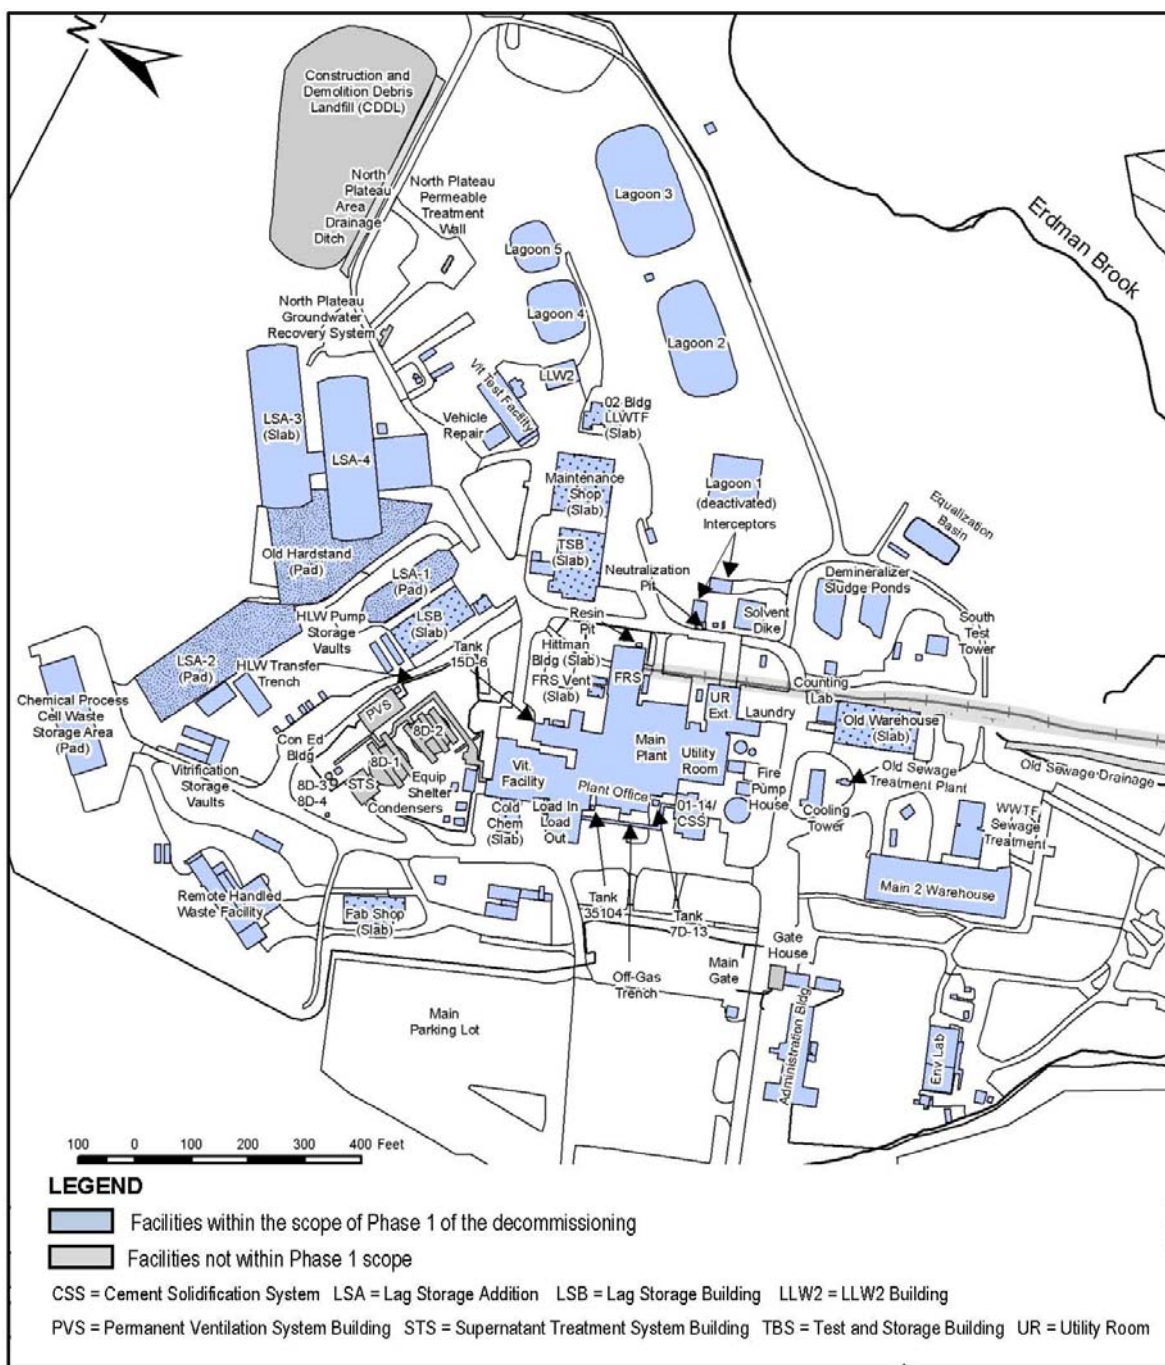 N
Construction and
Demolition Debris
Landfill (CDDL)
North
Plateau
Area
Drainage
Ditch
North Plateau
Permeable
Treatment
Wall
Lagoon 3
Erdman Brook
Lagoon 5
Lagoon 4
Lagoon 2
North Plateau
Groundwater
Recovery System
LLW2
Vit Test Facility
02 Bldg
LLWTF
(Slab)
Vehicle
Repair
LSA-3
(Slab)
LSA-4
Maintenance
Shop
(Slab)
Lagoon 1
(deactivated)
Interceptors
Equalization
Basin
Old Hardstand
(Pad)
TSB
(Slab)
Neutralization
Pit
Demineralizer
Sludge Ponds
LSA-1
(Pad)
HLW Pump
Storage
Vaults
LSB
(Slab)
Resin
Pit
Solvent
Dike
South
Test
Tower
Tank
15D-6
Hittman
Bldg (Slab)
FRS Vent
(Slab)
FRS
LSA-2
(Pad)
HLW Transfer
Trench
Chemical Process
Cell Waste
Storage Area
(Pad)
Counting
Lab
UR
Ext.
Laundry
Old Warehouse
(Slab)
PVS
8D-2
Con Ed
Bldg
8D-1
Main
Plant
Utility
Room
Vit.
Facility
Old Sewage Drainage
Old Sewage
Treatment Plant
Vitrification
Storage
Vaults
8D-3
8D-4
STS
Equip
Shelter
Condensers
Plant Office
Fire
Pump
House
Cold
Chem
(Slab)
Load In
Load
Out
01-14/
CSS
Cooling
Tower
WWTF
Sewage
Treatment
Main 2 Warehouse
Remote Handled
Waste Facility
Fab Shop
(Slab)
Tank
35104
Tank
7D-13
Gate
House
Main
Gate
Off-Gas
Trench
Main
Parking Lot
Administration Bldg
Env Lab
100 0 100 200 300 400 Feet
LEGEND
Facilities within the scope of Phase 1 of the decommissioning
Facilities not within Phase 1 scope
CSS = Cement Solidification System LSA = Lag Storage Addition LSB = Lag Storage Building LLW2 = LLW2 Building
PVS = Permanent Ventilation System Building STS = Supernatant Treatment System Building TBS = Test and Storage Building UR = Utility Room